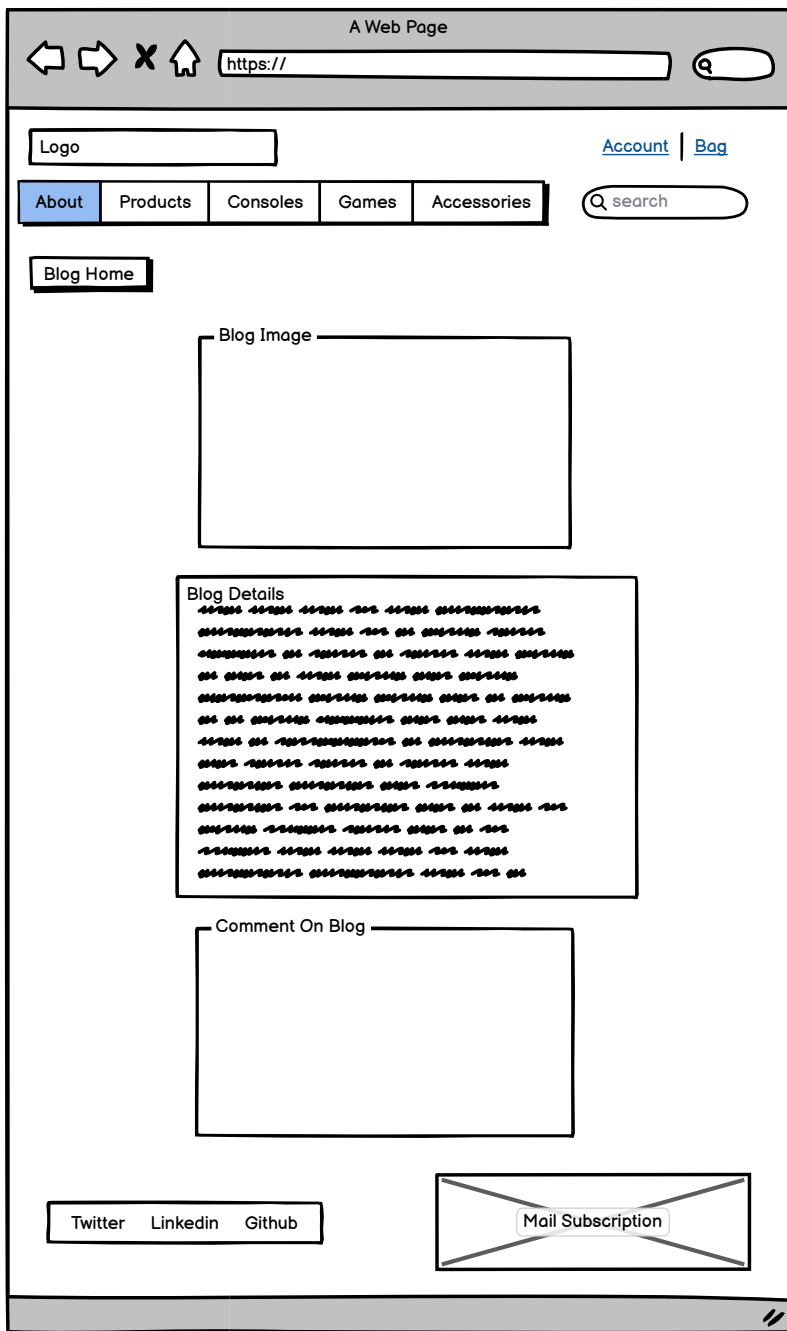 A Web Page
https://
Logo
Account Bag
About Products Consoles Games Accessories
search
Blog Home
Blog Image
Blog Details
Comment On Blog
Twitter Linkedin Github
Mail Subscription